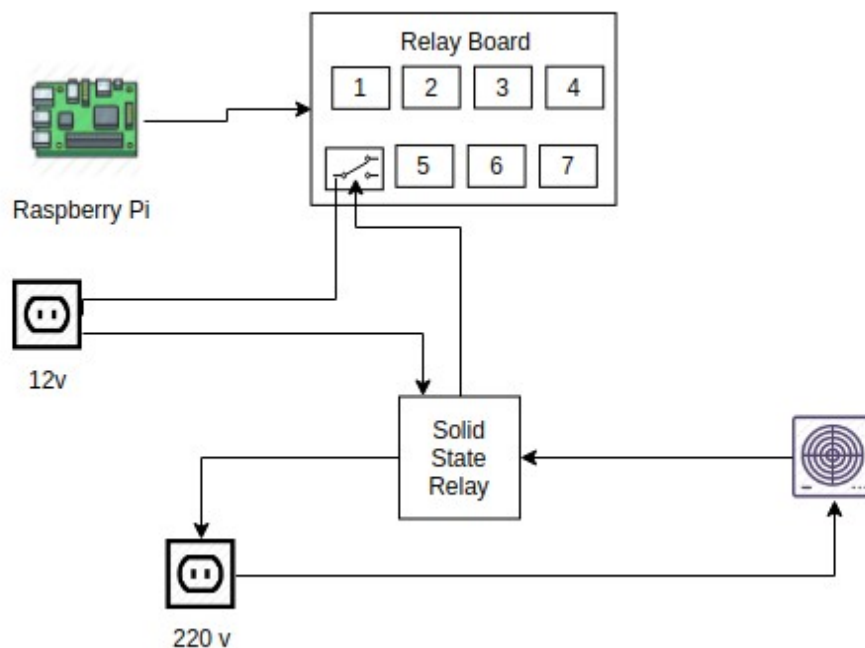 Relay Board
1 2 3 4
5 6 7
Raspberry Pi
12v
Solid
State
Relay
220 v